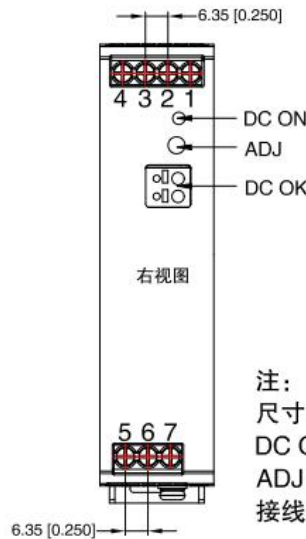 6.35 [0.250]
4 3 2 1
DC ON
ADJ
DC OK
右视图
5 6 7
6.35 [0.250]
注：
尺寸
DC O
ADJ
接线